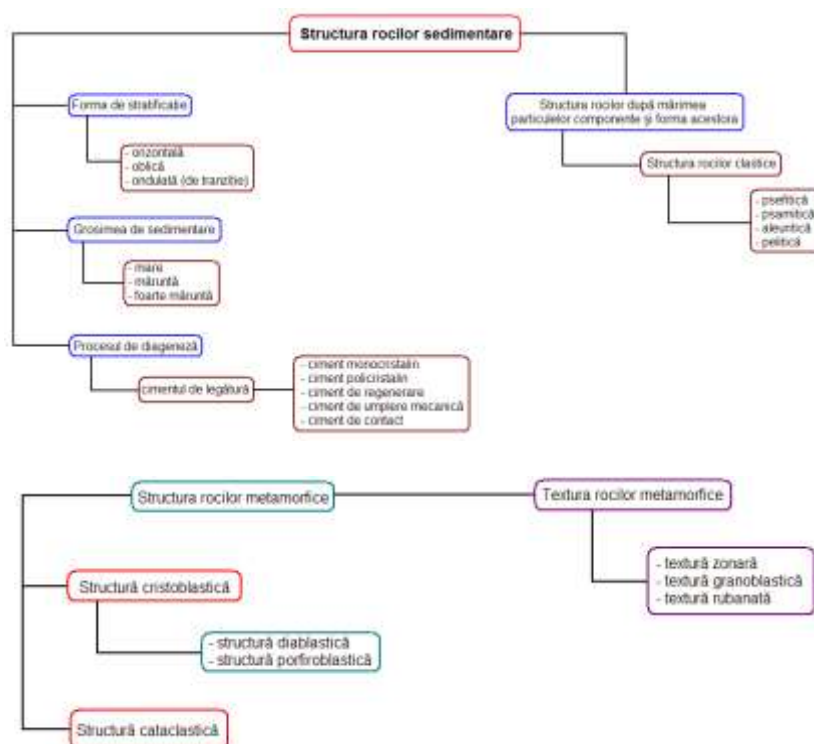 Structura rocilor sedimentare
Forma de stratificație
- orizontală
- oblică
- ondulată (de tranziție)
Grosimea de sedimentare
- mare
- măruntă
- foarte măruntă
Procesul de diageneză
cimentul de legătură
- ciment monocristalin
- ciment policristalin
- ciment de regenerare
- ciment de umplere mecanică
- ciment de contact
Structura rocilor după mărimea
particulelor componente și forma acestora
Structura rocilor clastice
- psefitică
- psamitică
- aleuritică
- pelitică
Structura rocilor metamorfice
Structură cristoblastică
- structură diablastică
- structură porfiroblastică
Structură cataclastică
Textura rocilor metamorfice
- textură zonară
- textură granoblastică
- textură rubanată